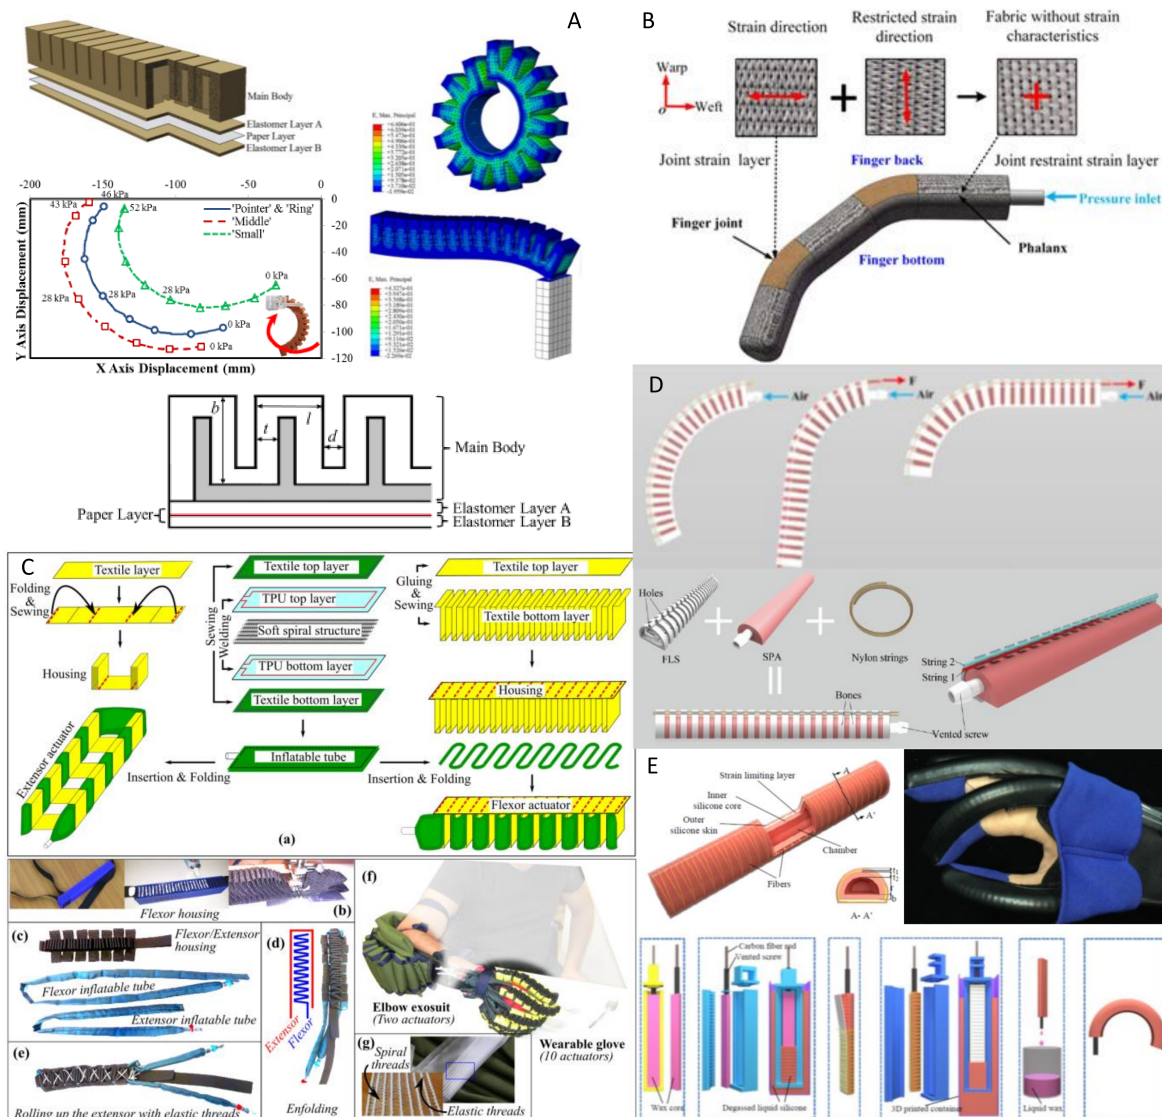 A
Main Body
Elastomer Layer A
Paper Layer
Elastomer Layer B
E, Max. Principal
-200
-150
-100
-50
0
46 kPa
43 kPa
52 kPa
'Pointer' & 'Ring'
'Middle'
'Small'
0
-20
-40
-60
-80
-100
-120
28 kPa
28 kPa
28 kPa
0 kPa
0 kPa
0 kPa
Y Axis Displacement (mm)
X Axis Displacement (mm)
E, Max. Principal
b
l
t
d
Main Body
Paper Layer
Elastomer Layer A
Elastomer Layer B
B
Strain direction
Restricted strain
direction
Fabric without strain
characteristics
Warp
Weft
o
Joint strain layer
Finger back
Joint restraint strain layer
Pressure inlet
Finger joint
Finger bottom
Phalanx
C
Textile layer
Folding
&
Sewing
Housing
Extensor actuator
Sewing
Welding
Textile top layer
TPU top layer
Soft spiral structure
TPU bottom layer
Textile bottom layer
Inflatable tube
Insertion & Folding
Insertion & Folding
Gluing
&
Sewing
Textile top layer
Textile bottom layer
Housing
Flexor actuator
(a)
Flexor housing
(b)
(c)
Flexor/Extensor
housing
Flexor inflatable tube
Extensor inflatable tube
(d)
Extensor
Flexor
Enfolding
(e)
Rolling up the extensor with elastic threads
(f)
Elbow exosuit
(Two actuators)
Wearable glove
(10 actuators)
(g)
Spiral
threads
Elastic threads
D
Air
F
Air
F
Air
Holes
FLS
SPA
Nylon strings
String 2
String 1
Bones
Vented screw
E
Strain limiting layer
Inner
silicone core
Outer
silicone skin
Fibers
Chamber
A
A'
t1
t2
r
b
A- A'
Carbon fiber rod
Vented screw
Wax core
Degassed liquid silicone
3D printed container
Liquid wax